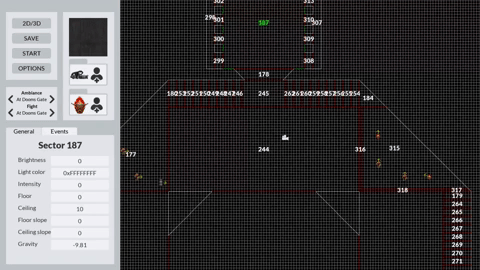 2D/3D
SAVE
START
OPTIONS
Ambiance
At Dooms Gate
Fight
At Dooms Gate
General Events
Sector 187
Brightness 0
Light color 0xFFFFFFFF
Intensity 0
Floor 0
Ceiling 10
Floor slope 0
Ceiling slope 0
Gravity -9.81
302 313
298 301 187 310 307
300 309
299 308
178
245 184
244 316 315
177
318 317
179
264
265
266
267
268
269
270
271